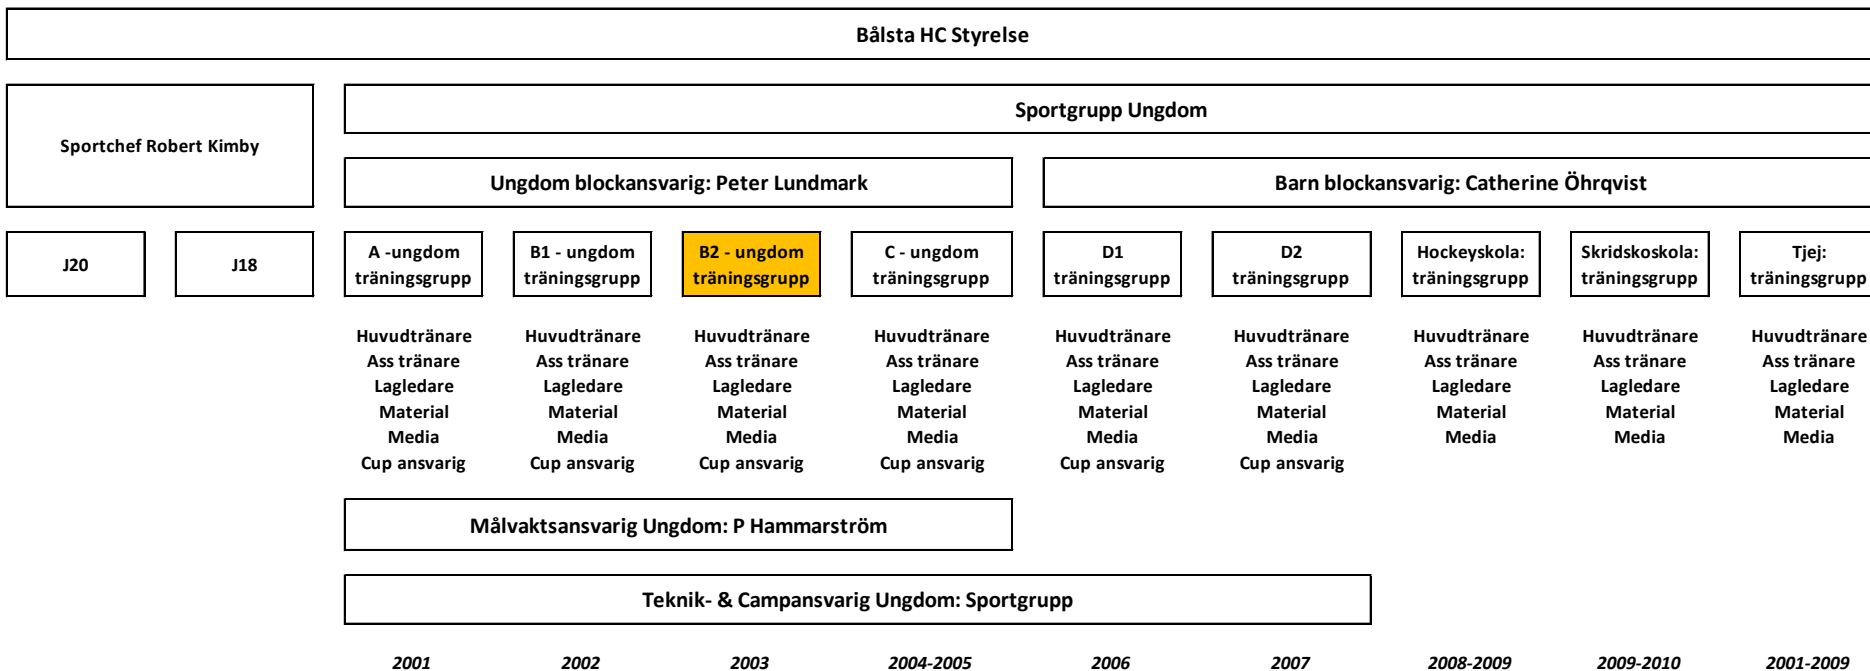 Bålsta HC Styrelse
Sportchef Robert Kimby
Sportgrupp Ungdom
Ungdom blockansvarig: Peter Lundmark
Barn blockansvarig: Catherine Öhrqvist
J20
J18
A -ungdom
träningsgrupp
B1 - ungdom
träningsgrupp
B2 - ungdom
träningsgrupp
C - ungdom
träningsgrupp
D1
träningsgrupp
D2
träningsgrupp
Hockeyskola:
träningsgrupp
Skridskoskola:
träningsgrupp
Tjej:
träningsgrupp
Huvudtränare Huvudtränare Huvudtränare Huvudtränare Huvudtränare Huvudtränare Huvudtränare Huvudtränare Huvudtränare
Ass tränare Ass tränare Ass tränare Ass tränare Ass tränare Ass tränare Ass tränare Ass tränare Ass tränare
Lagledare Lagledare Lagledare Lagledare Lagledare Lagledare Lagledare Lagledare Lagledare
Material Material Material Material Material Material Material Material Material
Media Media Media Media Media Media Media Media Media
Cup ansvarig Cup ansvarig Cup ansvarig Cup ansvarig Cup ansvarig Cup ansvarig
Målvaktsansvarig Ungdom: P Hammarström
Teknik- & Campansvarig Ungdom: Sportgrupp
2001 2002 2003 2004-2005 2006 2007 2008-2009 2009-2010 2001-2009